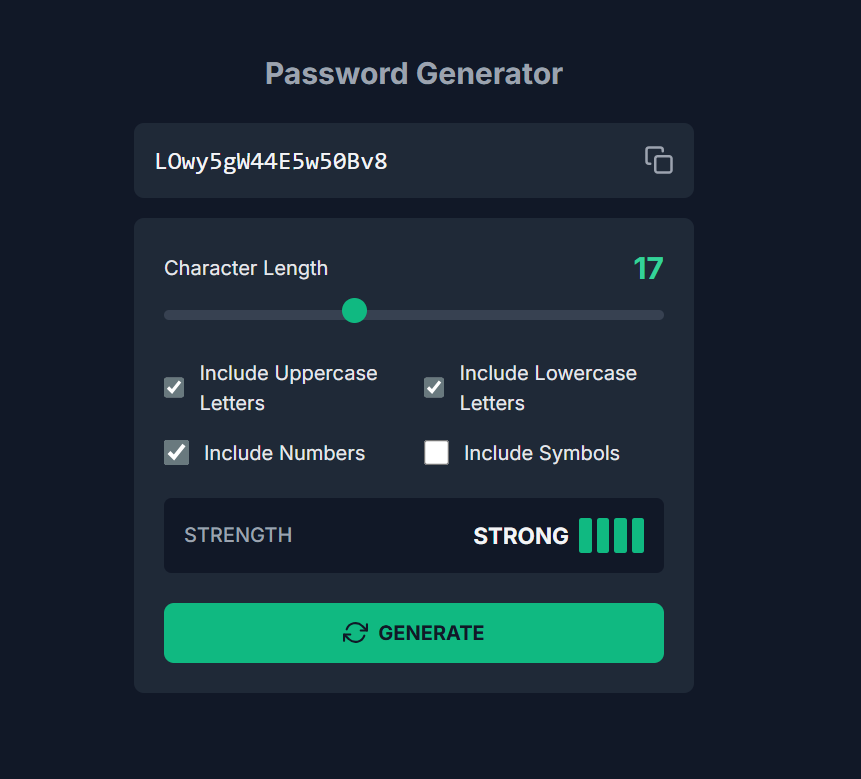 Password Generator
LOwy5gW44E5w50Bv8
Character Length 17
Include Uppercase Letters
Include Lowercase Letters
Include Numbers
Include Symbols
STRENGTH STRONG
GENERATE